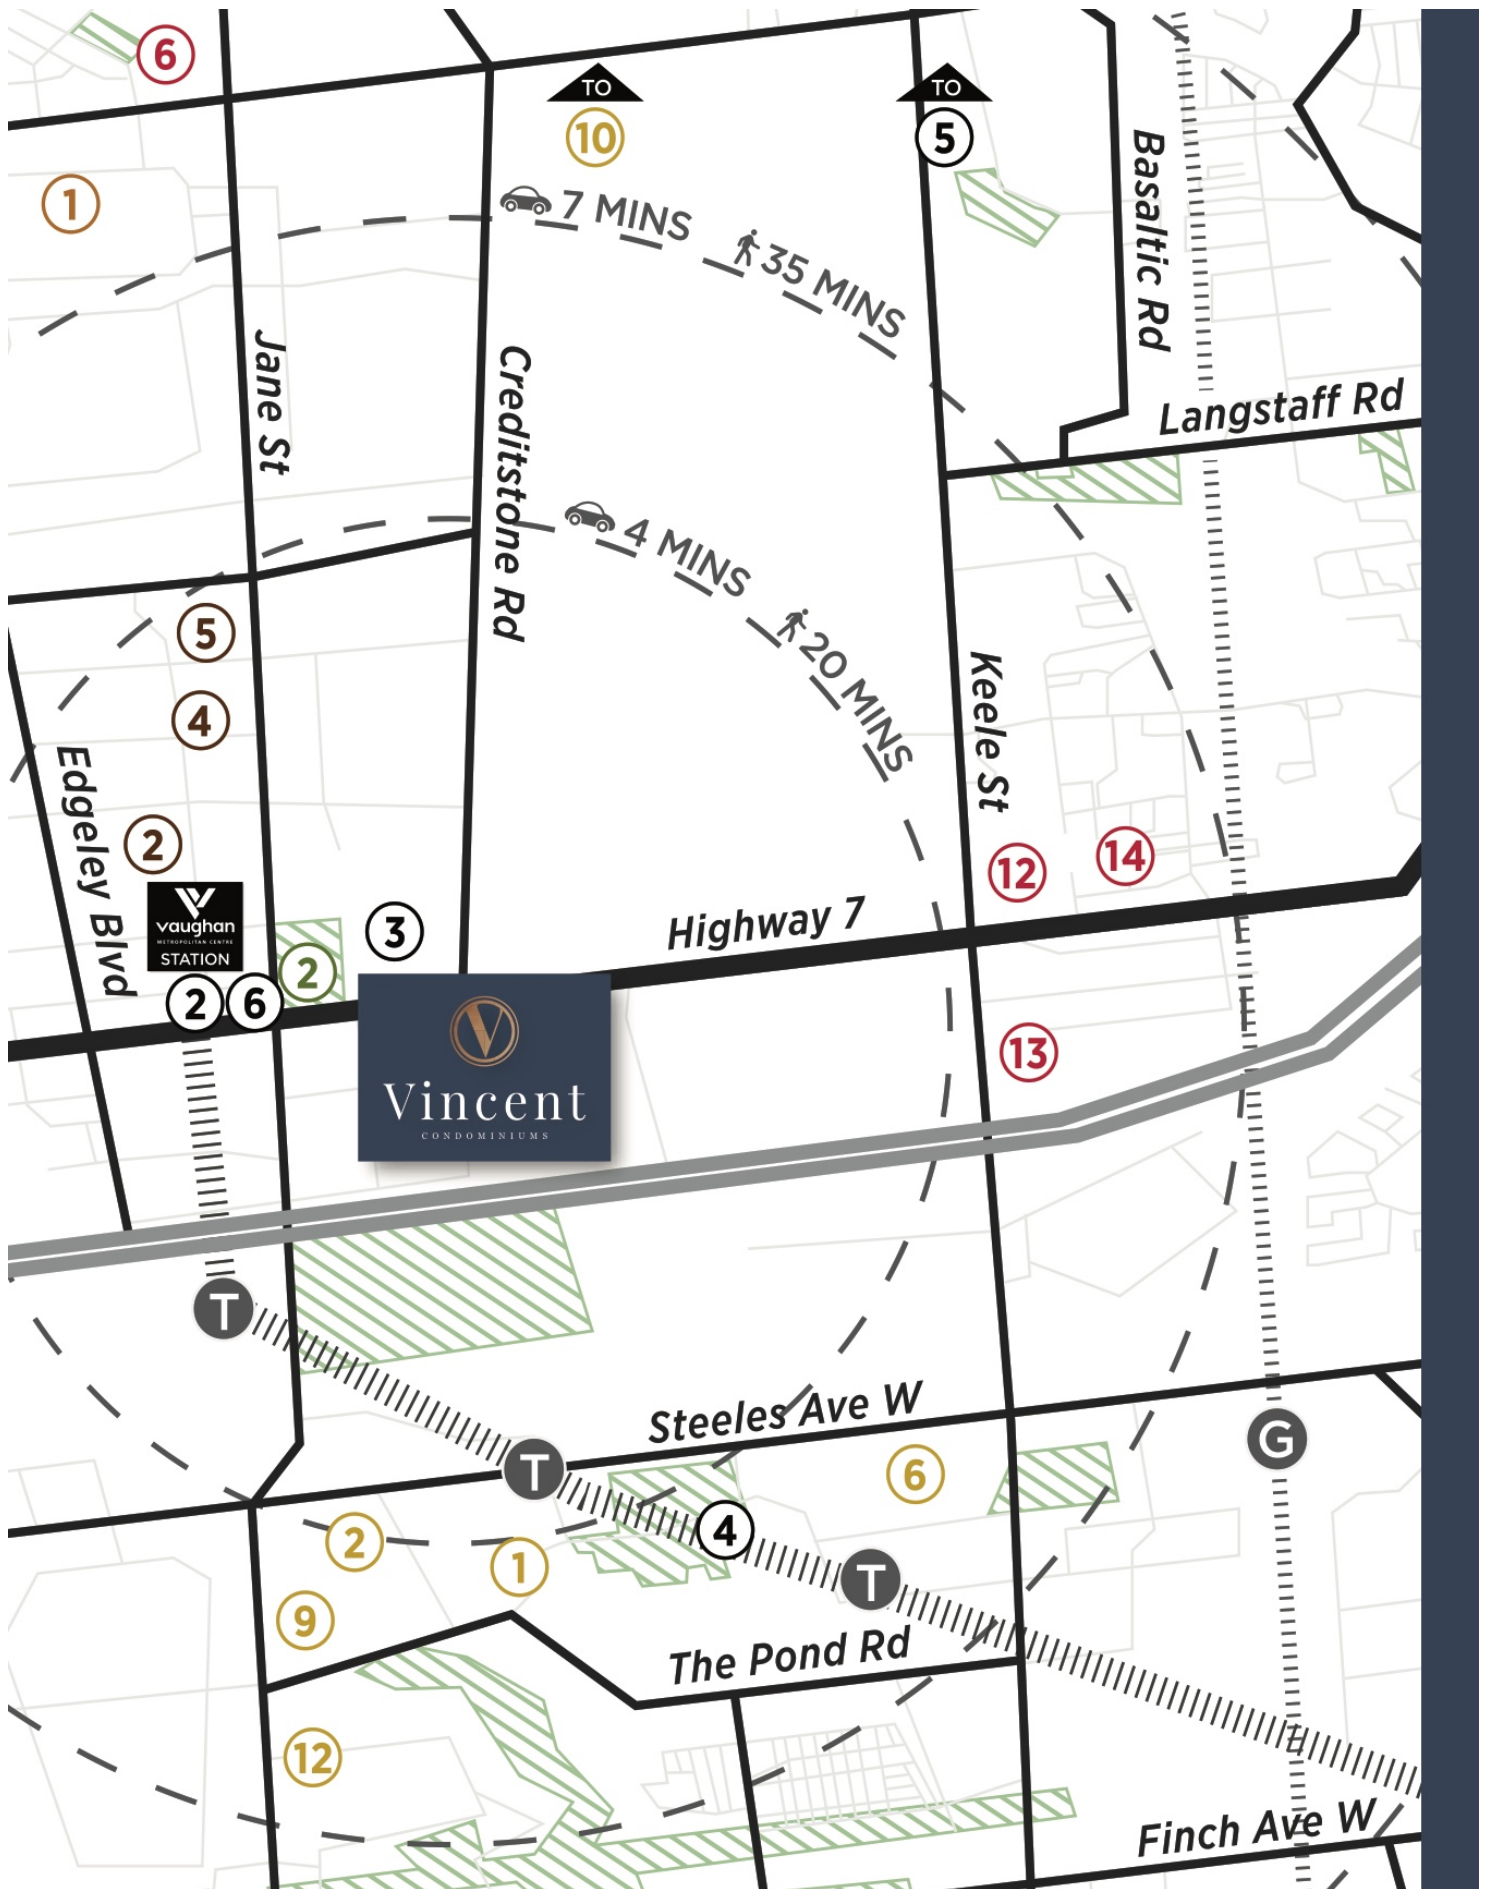 6
TO
10
TO
5
1
7 MINS
35 MINS
Basaltic Rd
Jane St
Creditstone Rd
Langstaff Rd
4 MINS
20 MINS
5
4
2
Edgeley Blvd
Keele St
12
14
vaughan
METROPOLITAN CENTRE
STATION
3
2
2
6
Highway 7
V
Vincent
CONDOMINIUMS
13
T
Steeles Ave W
T
G
6
2
1
4
T
9
The Pond Rd
12
Finch Ave W